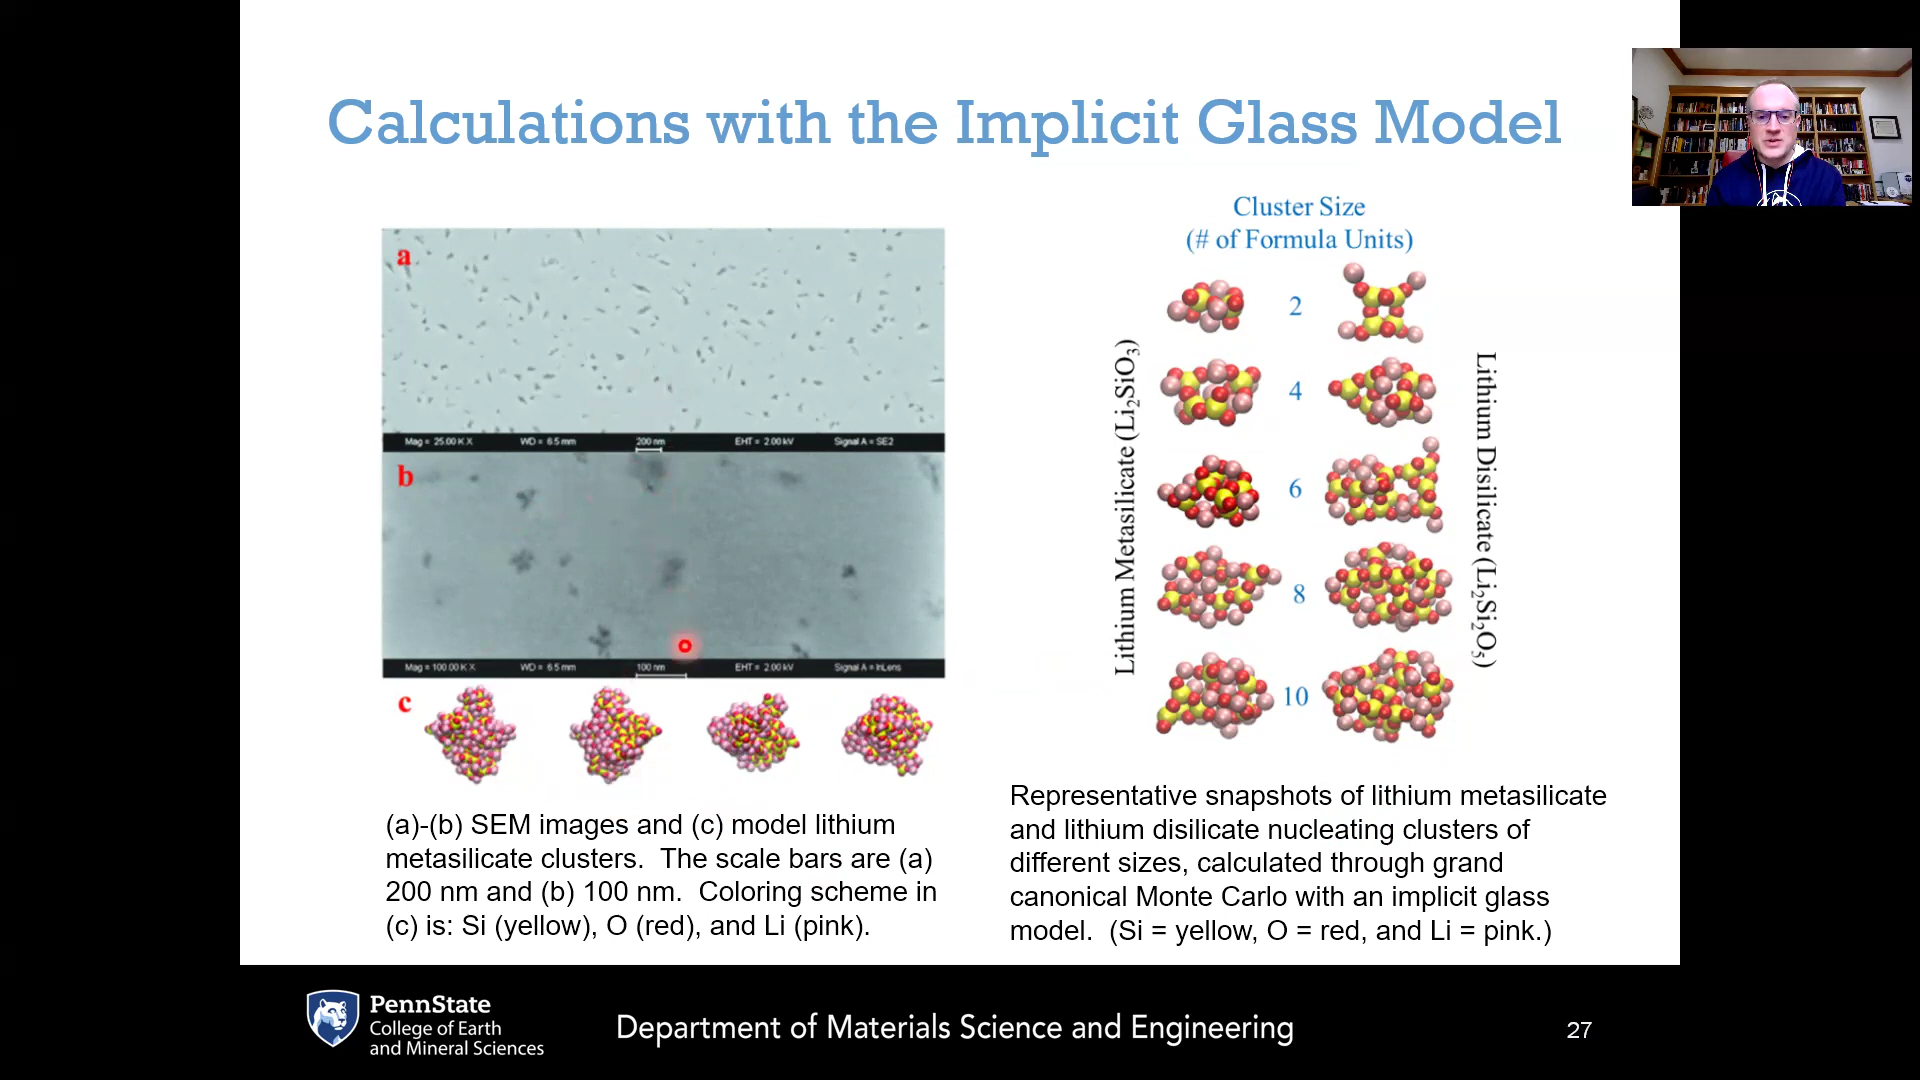 Calculations with the Implicit Glass Model
a
Mag = 25.00 K X WD = 6.5 mm 200 nm EHT = 2.00 kV Signal A = SE2
b
Mag = 100.00 K X WD = 6.5 mm 100 nm EHT = 2.00 kV Signal A = InLens
c
(a)-(b) SEM images and (c) model lithium
metasilicate clusters. The scale bars are (a)
200 nm and (b) 100 nm. Coloring scheme in
(c) is: Si (yellow), O (red), and Li (pink).
Cluster Size
(# of Formula Units)
Lithium Metasilicate (Li₂SiO₃)
2
4
6
8
10
Lithium Disilicate (Li₂Si₂O₅)
Representative snapshots of lithium metasilicate
and lithium disilicate nucleating clusters of
different sizes, calculated through grand
canonical Monte Carlo with an implicit glass
model. (Si = yellow, O = red, and Li = pink.)
PennState
College of Earth
and Mineral Sciences
Department of Materials Science and Engineering
27